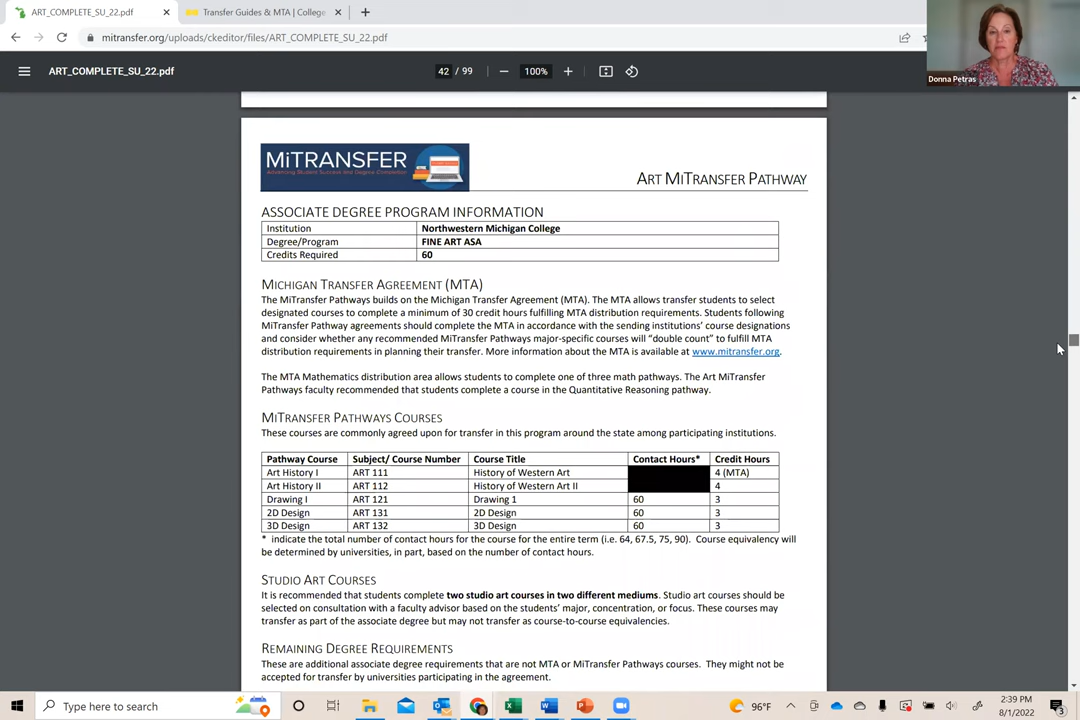 ART_COMPLETE_SU_22.pdf
Transfer Guides & MTA | College
mitransfer.org/uploads/ckeditor/files/ART_COMPLETE_SU_22.pdf
ART_COMPLETE_SU_22.pdf
42 / 99
100%
Donna Petras
MiTRANSFER
Advancing Student Success and Degree Completion
ART MITRANSFER PATHWAY
ASSOCIATE DEGREE PROGRAM INFORMATION
Institution Northwestern Michigan College
Degree/Program FINE ART ASA
Credits Required 60
MICHIGAN TRANSFER AGREEMENT (MTA)
The MiTransfer Pathways builds on the Michigan Transfer Agreement (MTA). The MTA allows transfer students to select
designated courses to complete a minimum of 30 credit hours fulfilling MTA distribution requirements. Students following
MiTransfer Pathway agreements should complete the MTA in accordance with the sending institutions' course designations
and consider whether any recommended MiTransfer Pathways major-specific courses will "double count" to fulfill MTA
distribution requirements in planning their transfer. More information about the MTA is available at www.mitransfer.org.
The MTA Mathematics distribution area allows students to complete one of three math pathways. The Art MiTransfer
Pathways faculty recommended that students complete a course in the Quantitative Reasoning pathway.
MITRANSFER PATHWAYS COURSES
These courses are commonly agreed upon for transfer in this program around the state among participating institutions.
Pathway Course Subject/ Course Number Course Title Contact Hours* Credit Hours
Art History I ART 111 History of Western Art 4 (MTA)
Art History II ART 112 History of Western Art II 4
Drawing I ART 121 Drawing 1 60 3
2D Design ART 131 2D Design 60 3
3D Design ART 132 3D Design 60 3
* indicate the total number of contact hours for the course for the entire term (i.e. 64, 67.5, 75, 90). Course equivalency will
be determined by universities, in part, based on the number of contact hours.
STUDIO ART COURSES
It is recommended that students complete two studio art courses in two different mediums. Studio art courses should be
selected on consultation with a faculty advisor based on the students' major, concentration, or focus. These courses may
transfer as part of the associate degree but may not transfer as course-to-course equivalencies.
REMAINING DEGREE REQUIREMENTS
These are additional associate degree requirements that are not MTA or MiTransfer Pathways courses. They might not be
accepted for transfer by universities participating in the agreement.
Type here to search
96°F
2:39 PM
8/1/2022
3